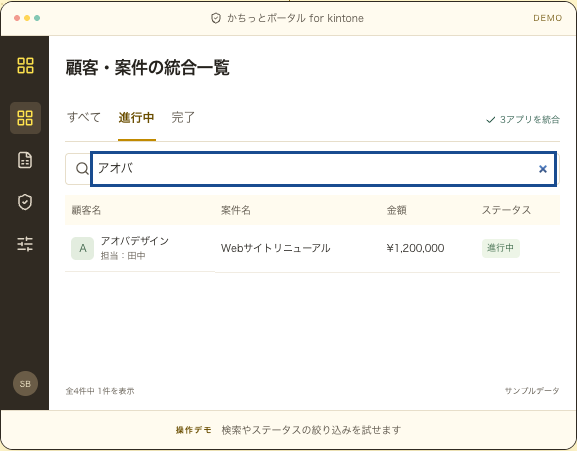 かちっとポータル for kintone
DEMO
顧客・案件の統合一覧
すべて 進行中 完了
3アプリを統合
アオバ
顧客名 案件名 金額 ステータス
A アオバデザイン
担当：田中
Webサイトリニューアル ¥1,200,000 進行中
全4件中 1件を表示
サンプルデータ
SB
操作デモ 検索やステータスの絞り込みを試せます